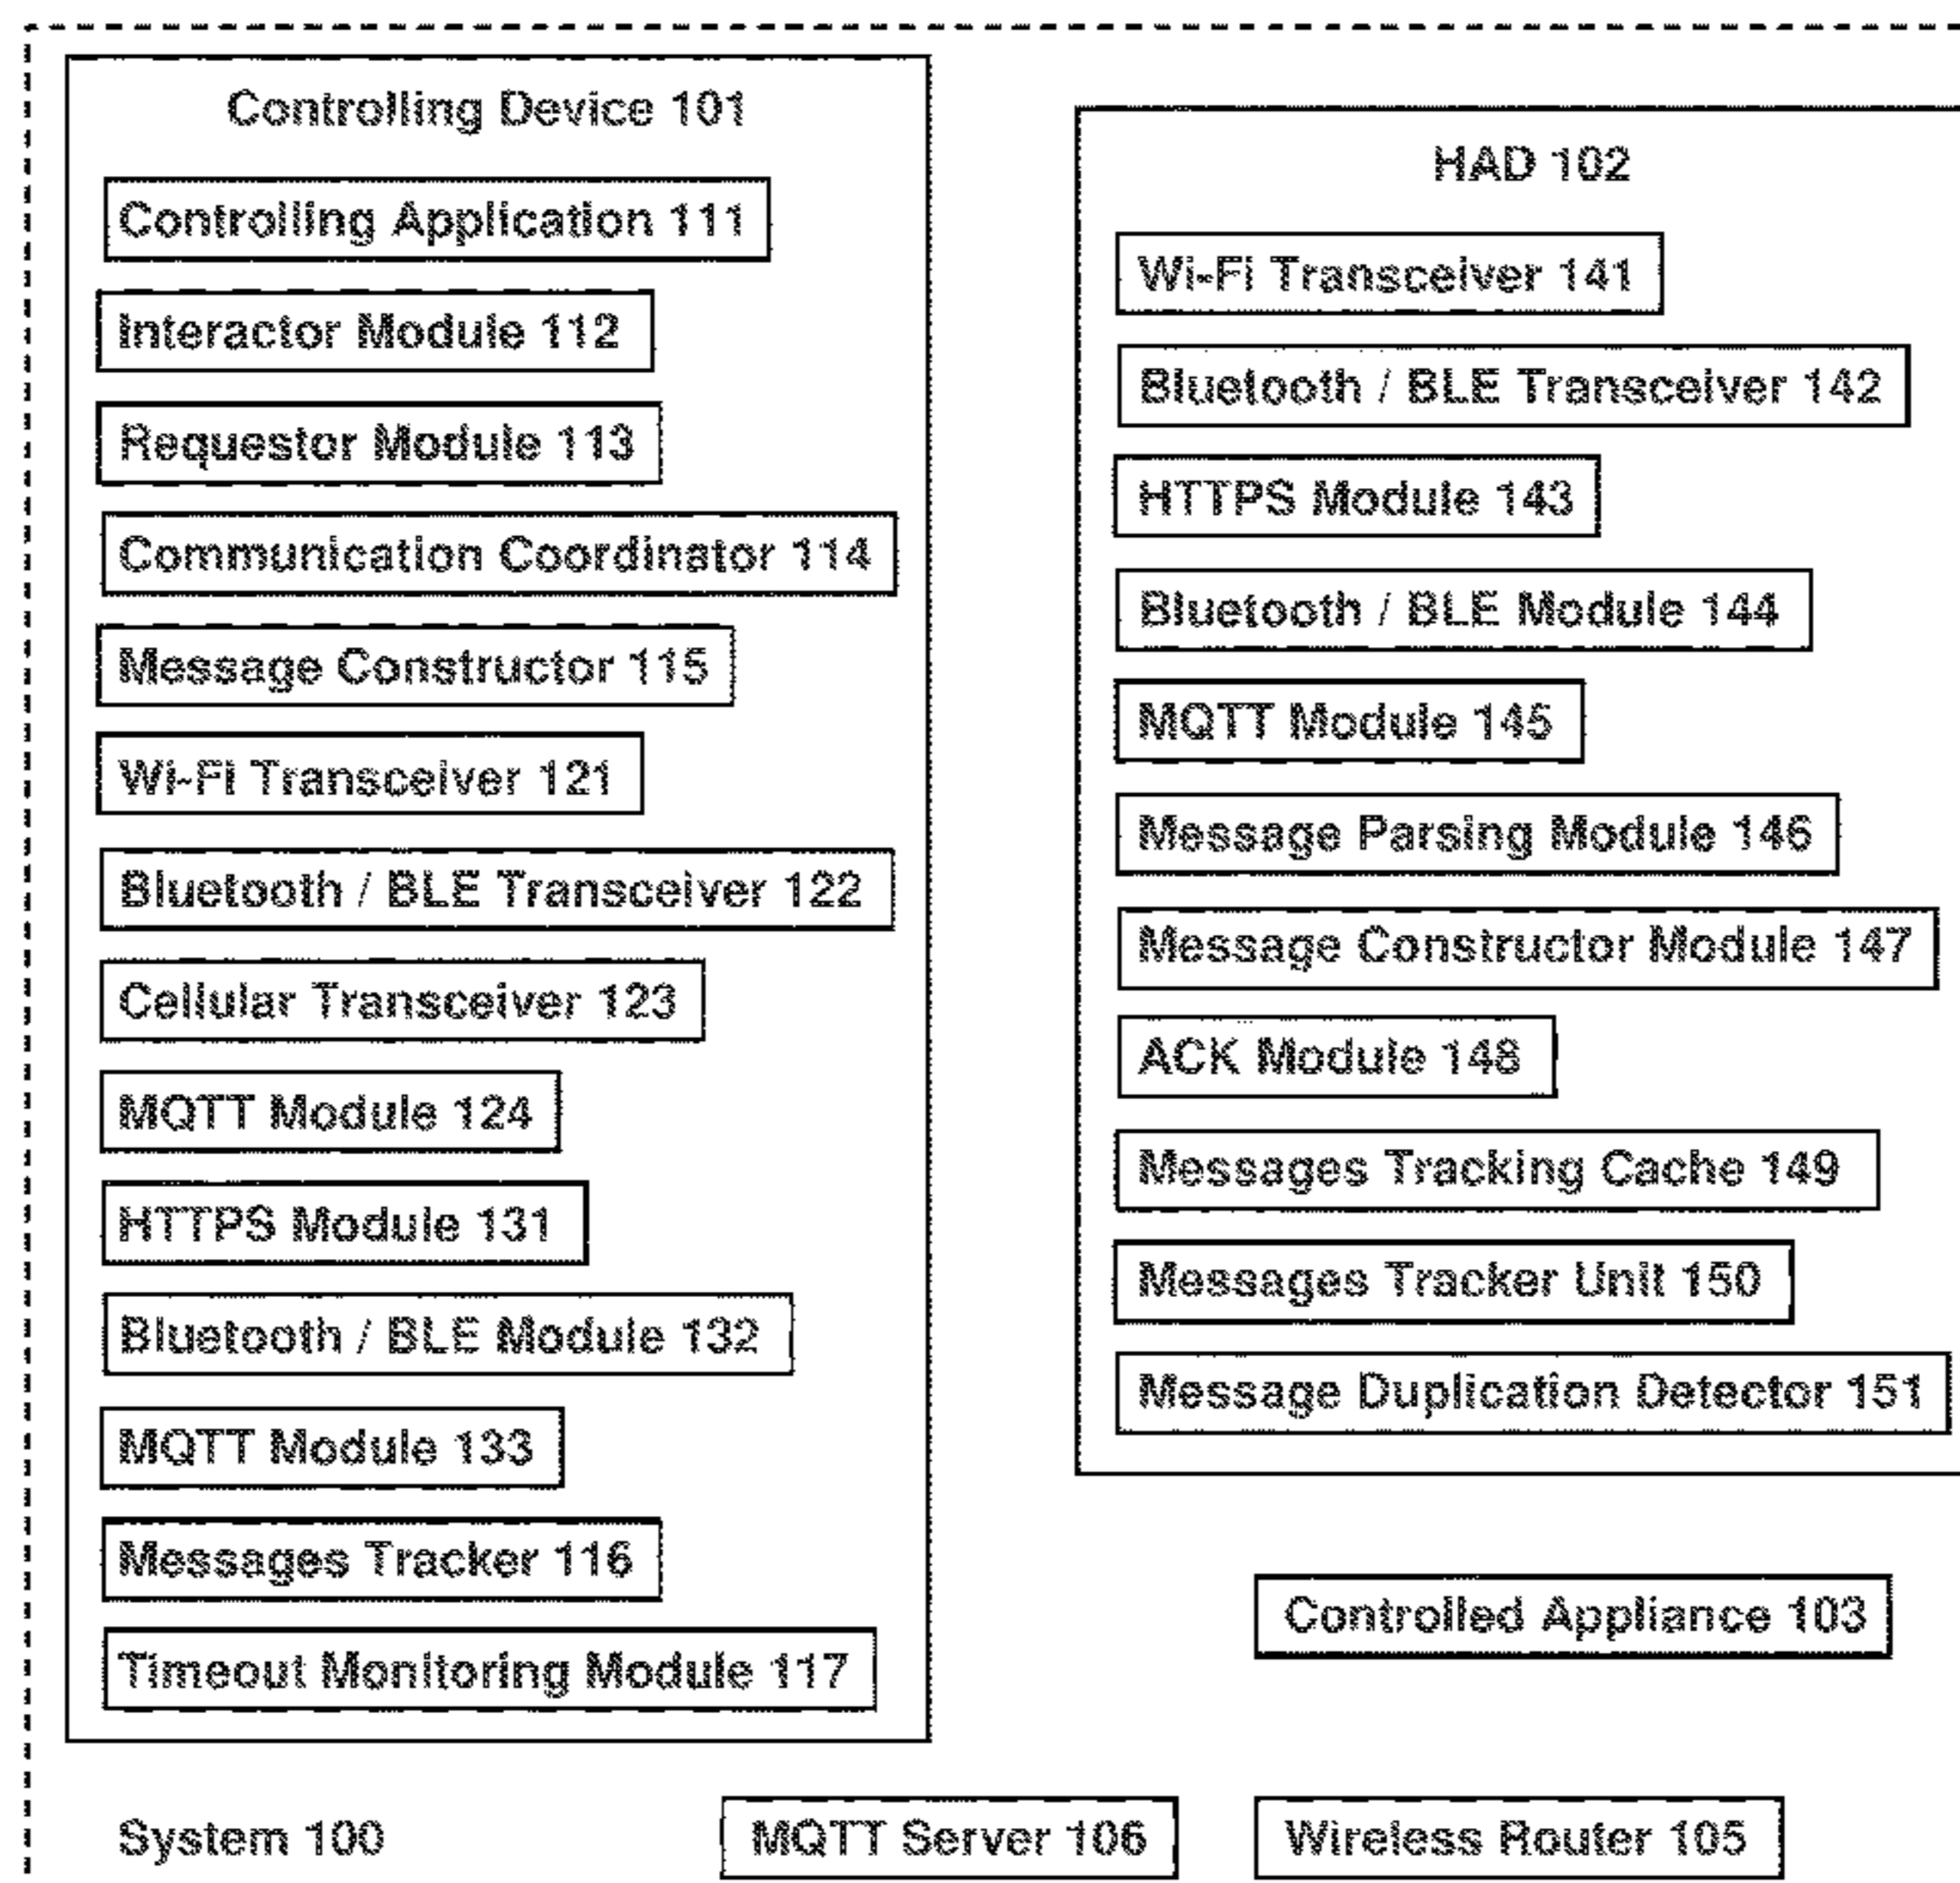 Controlling Device 101
Controlling Application 111
Interactor Module 112
Requestor Module 113
Communication Coordinator 114
Message Constructor 115
Wi-Fi Transceiver 121
Bluetooth / BLE Transceiver 122
Cellular Transceiver 123
MQTT Module 124
HTTPS Module 131
Bluetooth / BLE Module 132
MQTT Module 133
Messages Tracker 116
Timeout Monitoring Module 117
HAD 102
Wi-Fi Transceiver 141
Bluetooth / BLE Transceiver 142
HTTPS Module 143
Bluetooth / BLE Module 144
MQTT Module 145
Message Parsing Module 146
Message Constructor Module 147
ACK Module 148
Messages Tracking Cache 149
Messages Tracker Unit 150
Message Duplication Detector 151
Controlled Appliance 103
System 100
MQTT Server 106
Wireless Router 105